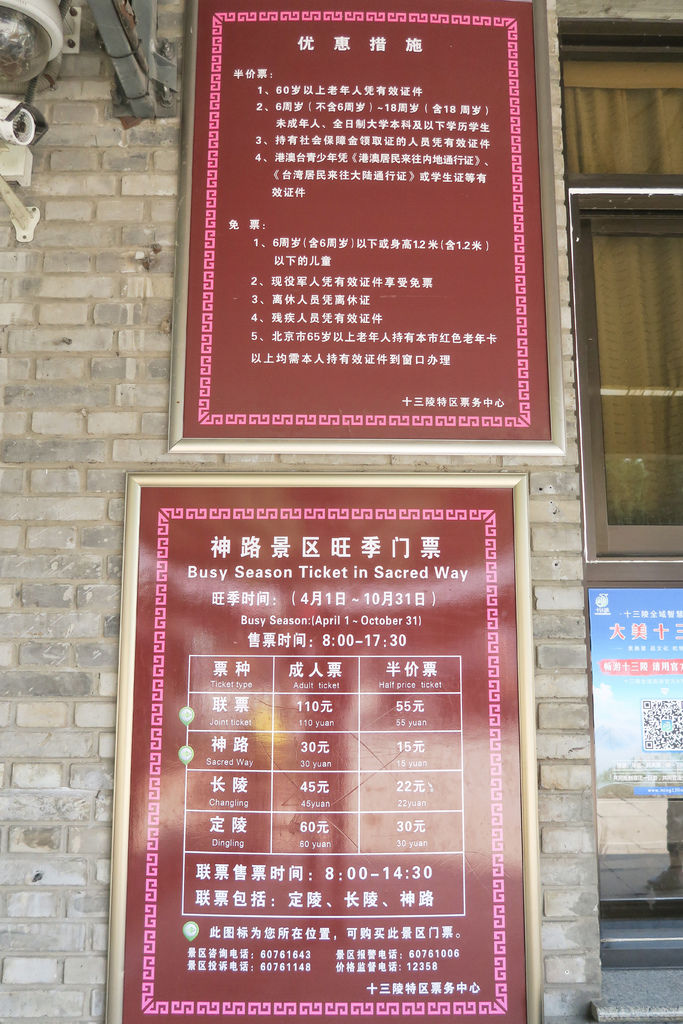 优惠措施
半价票：
1、60岁以上老年人凭有效证件
2、6周岁（不含6周岁）~18周岁（含18 周岁）
未成年人、全日制大学本科及以下学历学生
3、持有社会保障金领取证的人员凭有效证件
4、港澳台青少年凭《港澳居民来往内地通行证》、
《台湾居民来往大陆通行证》或学生证等有
效证件
免 票：
1、6周岁（含6周岁）以下或身高1.2 米（含1.2米）
以下的儿童
2、现役军人凭有效证件享受免票
3、离休人员凭离休证
4、残疾人员凭有效证件
5、北京市65岁以上老年人持有本市红色老年卡
以上均需本人持有效证件到窗口办理
十三陵特区票务中心
神路景区旺季门票
Busy Season Ticket in Sacred Way
旺季时间：（4月1日~10月31日）
Busy Season:(April 1~October 31)
售票时间：8:00-17:30
票种 成人票 半价票
Ticket type Adult ticket Half price ticket
联票 110元 55元
Joint ticket 110 yuan 55 yuan
神路 30元 15元
Sacred Way 30 yuan 15 yuan
长陵 45元 22元
Changling 45yuan 22yuan
定陵 60元 30元
Dingling 60 yuan 30 yuan
联票售票时间：8:00-14:30
联票包括：定陵、长陵、神路
此图标为您所在位置，可购买此景区门票。
景区咨询电话：60761643 景区报警电话：60761006
景区投诉电话：60761148 价格监督电话：12358
十三陵特区票务中心
·十三陵全域智慧
大美十三
畅游十三陵 请用官